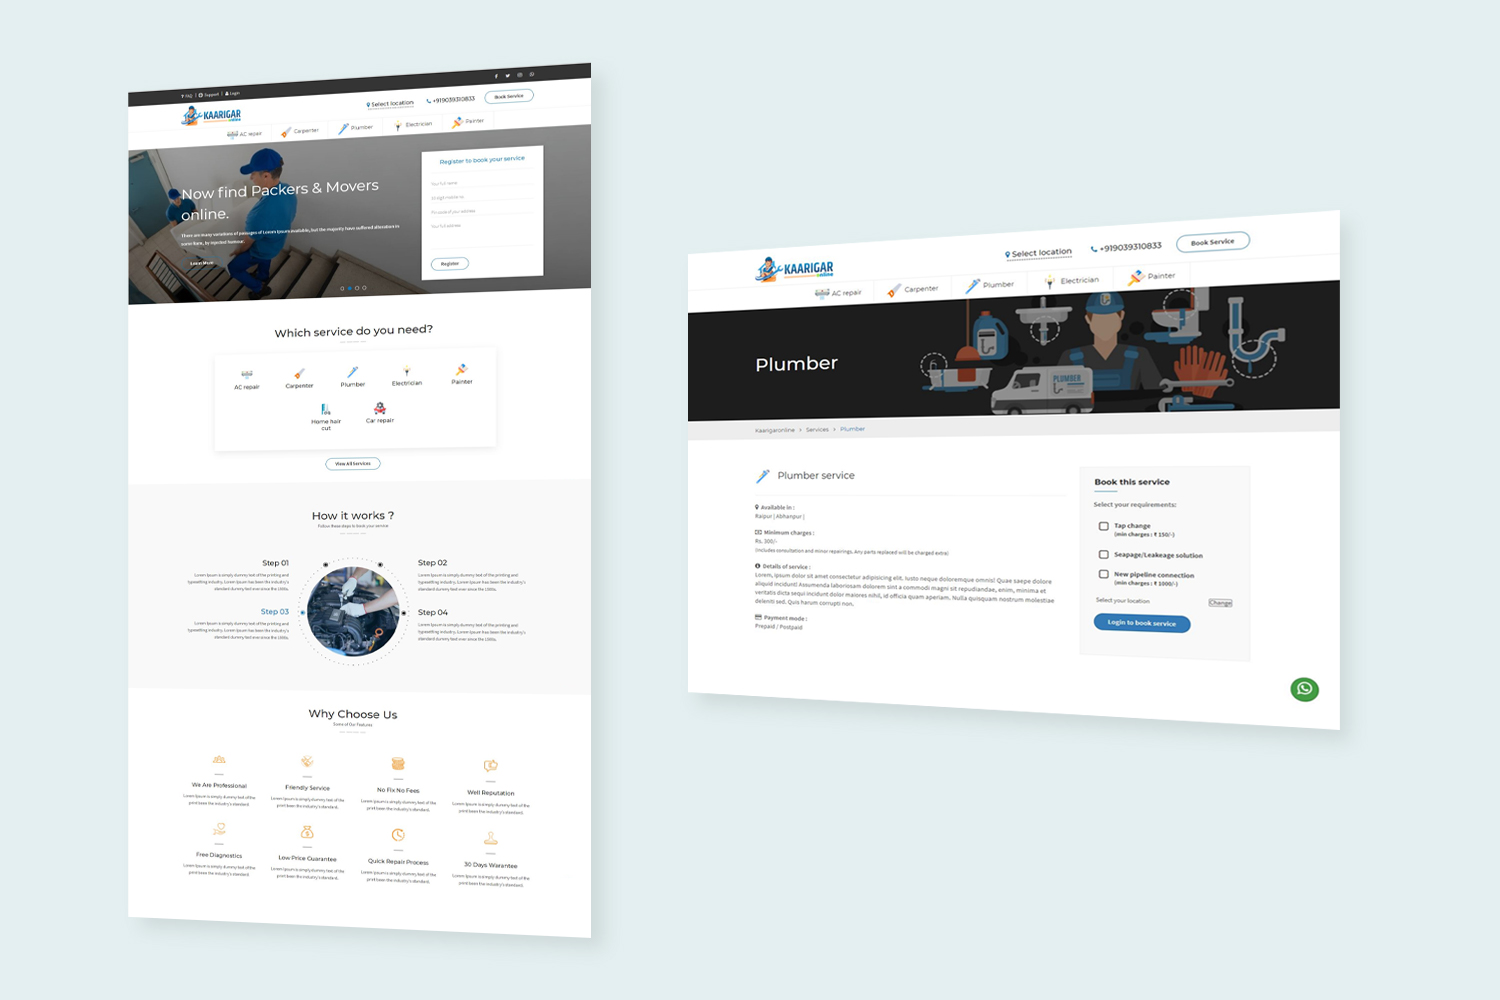 FAQ | Support | Login
KAARIGAR
online
Select location
+919039310833
Book Service
AC repair
Carpenter
Plumber
Electrician
Painter
Now find Packers & Movers
online.
There are many variations of passages of Lorem Ipsum available, but the majority have suffered alteration in
some form, by injected humour.
Learn More
Register to book your service
Your full name
10 digit mobile no.
Pin code of your address
Your full address
Register
Which service do you need?
AC repair
Carpenter
Plumber
Electrician
Painter
Home hair
cut
Car repair
View All Services
How it works ?
Follow these steps to book your service
Step 01
Lorem Ipsum is simply dummy text of the printing and
typesetting industry. Lorem Ipsum has been the industry's
standard dummy text ever since the 1500s.
Step 02
Lorem Ipsum is simply dummy text of the printing and
typesetting industry. Lorem Ipsum has been the industry's
standard dummy text ever since the 1500s.
Step 03
Lorem Ipsum is simply dummy text of the printing and
typesetting industry. Lorem Ipsum has been the industry's
standard dummy text ever since the 1500s.
Step 04
Lorem Ipsum is simply dummy text of the printing and
typesetting industry. Lorem Ipsum has been the industry's
standard dummy text ever since the 1500s.
Why Choose Us
Some of Our Features
We Are Professional
Lorem Ipsum is simply dummy text of the
print been the industry's standard.
Friendly Service
Lorem Ipsum is simply dummy text of the
print been the industry's standard.
No Fix No Fees
Lorem Ipsum is simply dummy text of the
print been the industry's standard.
Well Reputation
Lorem Ipsum is simply dummy text of the
print been the industry's standard.
Free Diagnostics
Lorem Ipsum is simply dummy text of the
print been the industry's standard.
Low Price Guarantee
Lorem Ipsum is simply dummy text of the
print been the industry's standard.
Quick Repair Process
Lorem Ipsum is simply dummy text of the
print been the industry's standard.
30 Days Warantee
Lorem Ipsum is simply dummy text of the
print been the industry's standard.
KAARIGAR
online
Select location
+919039310833
Book Service
AC repair
Carpenter
Plumber
Electrician
Painter
Plumber
PLUMBER
Kaarigaronline > Services > Plumber
Plumber service
Available in :
Raipur | Abhanpur |
Minimum charges :
Rs. 300/-
(Includes consultation and minor repairings. Any parts replaced will be charged extra)
Details of service :
Lorem, ipsum dolor sit amet consectetur adipisicing elit. Iusto neque doloremque omnis! Quae saepe dolore
aliquid incidunt! Assumenda laboriosam dolorem sint a commodi magni sit repudiandae, enim, minima et
veritatis dicta sequi incidunt dolor maiores nihil, id officia quam aperiam. Nulla quisquam nostrum molestiae
deleniti sed. Quis harum corrupti non.
Payment mode :
Prepaid / Postpaid
Book this service
Select your requirements:
Tap change
(min charges : ₹ 150/-)
Seapage/Leakeage solution
New pipeline connection
(min charges : ₹ 1000/-)
Select your location
Change
Login to book service